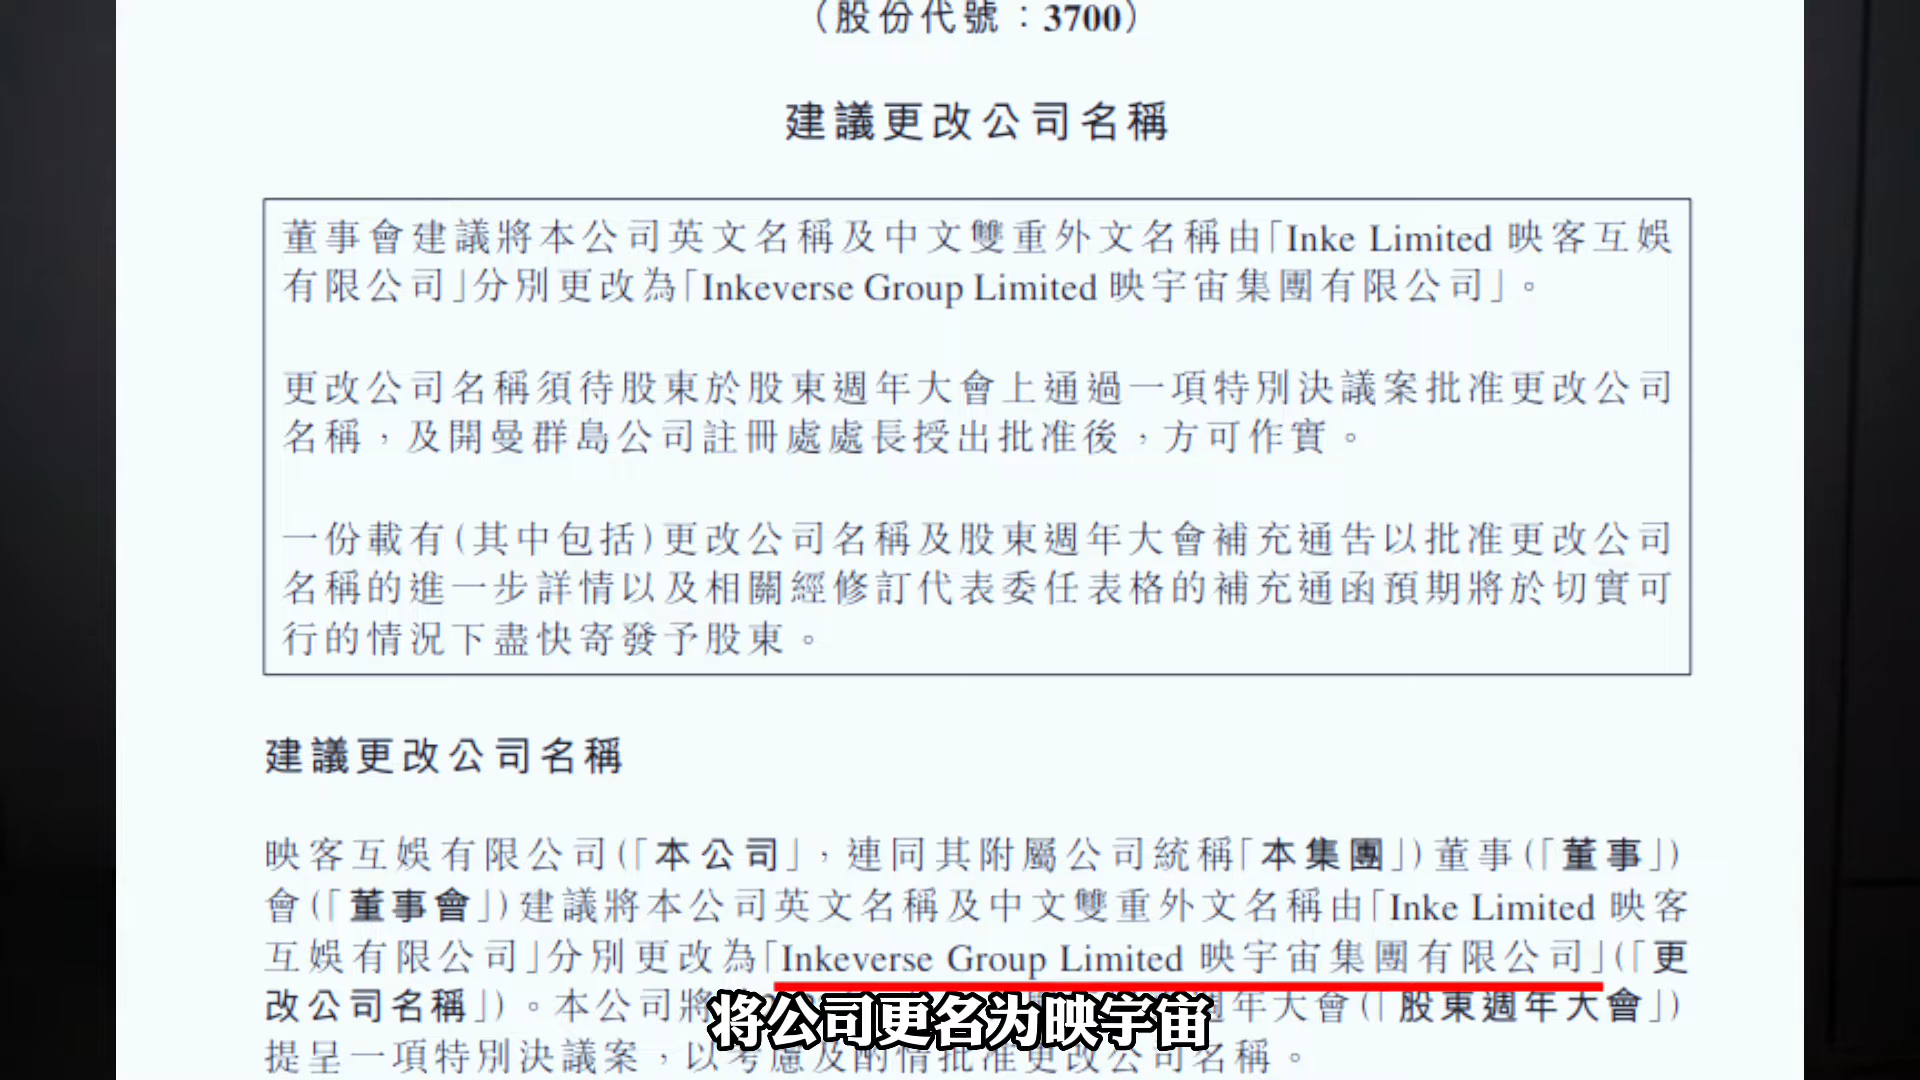 （股份代號：3700）
建議更改公司名稱
董事會建議將本公司英文名稱及中文雙重外文名稱由「Inke Limited 映客互娛
有限公司」分別更改為「Inkeverse Group Limited 映宇宙集團有限公司」。
更改公司名稱須待股東於股東週年大會上通過一項特別決議案批准更改公司
名稱，及開曼群島公司註冊處處長授出批准後，方可作實。
一份載有(其中包括)更改公司名稱及股東週年大會補充通告以批准更改公司
名稱的進一步詳情以及相關經修訂代表委任表格的補充通函預期將於切實可
行的情況下盡快寄發予股東。
建議更改公司名稱
映客互娛有限公司(「本公司」，連同其附屬公司統稱「本集團」)董事(「董事」)
會(「董事會」)建議將本公司英文名稱及中文雙重外文名稱由「Inke Limited 映客
互娛有限公司」分別更改為「Inkeverse Group Limited 映宇宙集團有限公司」(「更
改公司名稱」)。本公司將 週年大會(「股東週年大會」)
提呈一項特別決議案，以考慮及酌情批准更改公司名稱。
将公司更名为映宇宙